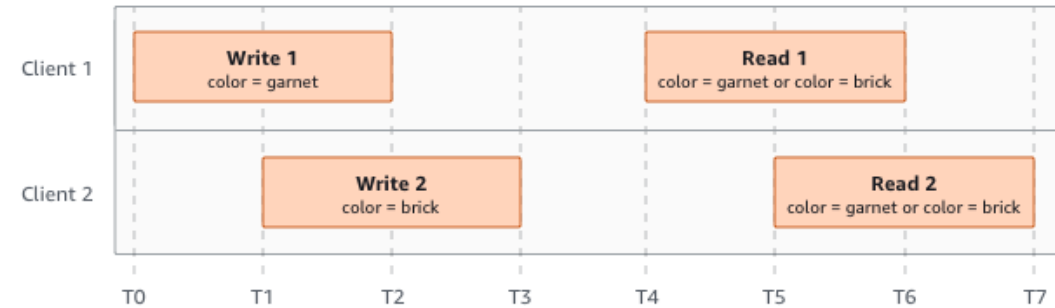 Client 1
Write 1
color = garnet
Read 1
color = garnet or color = brick
Client 2
Write 2
color = brick
Read 2
color = garnet or color = brick
T0 T1 T2 T3 T4 T5 T6 T7